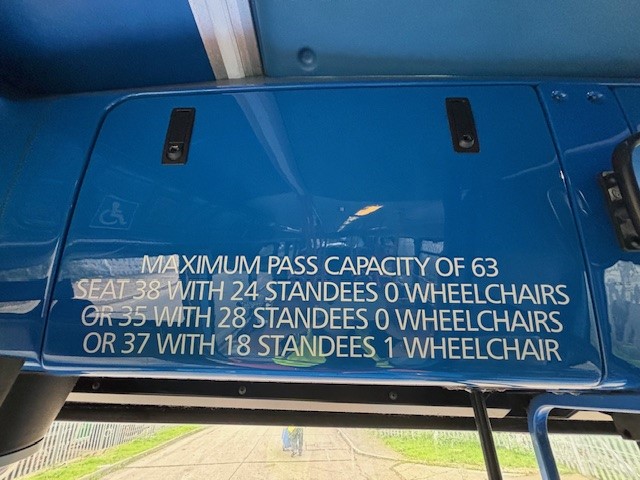 MAXIMUM PASS CAPACITY OF 63
SEAT 38 WITH 24 STANDEES 0 WHEELCHAIRS
OR 35 WITH 28 STANDEES 0 WHEELCHAIRS
OR 37 WITH 18 STANDEES 1 WHEELCHAIR